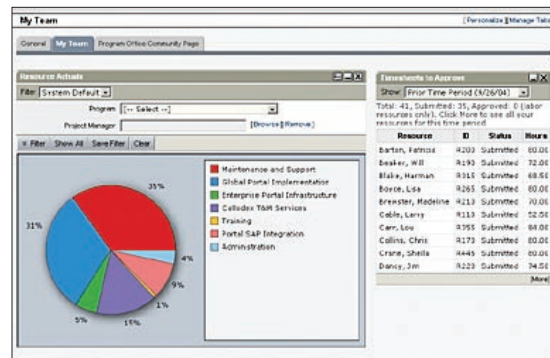 My Team
[Personalize][Manage Tabs
General My Team Program Office Community Page
Resource Actuals
Filter System Default
Program [-- Select --]
Project Manager [Browse][Remove]
Filter Show All Save Filter Clear
35%
31%
5%
15%
1%
9%
4%
Maintenance and Support
Global Portal Implementation
Enterprise Portal Infrastructure
T&M Services
Training
Portal SAP Integration
Administration
Timesheets to Approve
Show: Prior Time Period (9/26/04)
Total: 41, Submitted: 35, Approved: 0 (labor
resources only). Click More to see all your
resources for this time period
Resource ID Status Hours
Barton, Patricia R203 Submitted 80.00
Beaker, Will R193 Submitted 72.00
Blake, Harman R315 Submitted 68.50
Boyce, Lisa R265 Submitted 80.00
Brewster, Madeline R213 Submitted 70.00
Cable, Larry R113 Submitted 52.50
Carr, Lou R355 Submitted 84.00
Collins, Chris R173 Submitted 80.00
Crane, Sheila R445 Submitted 80.00
Dancy, Jim R223 Submitted 74.50
[More]